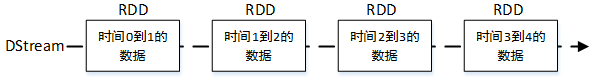 RDD RDD RDD RDD
DStream 时间0到1的 时间1到2的 时间2到3的 时间3到4的
数据 数据 数据 数据